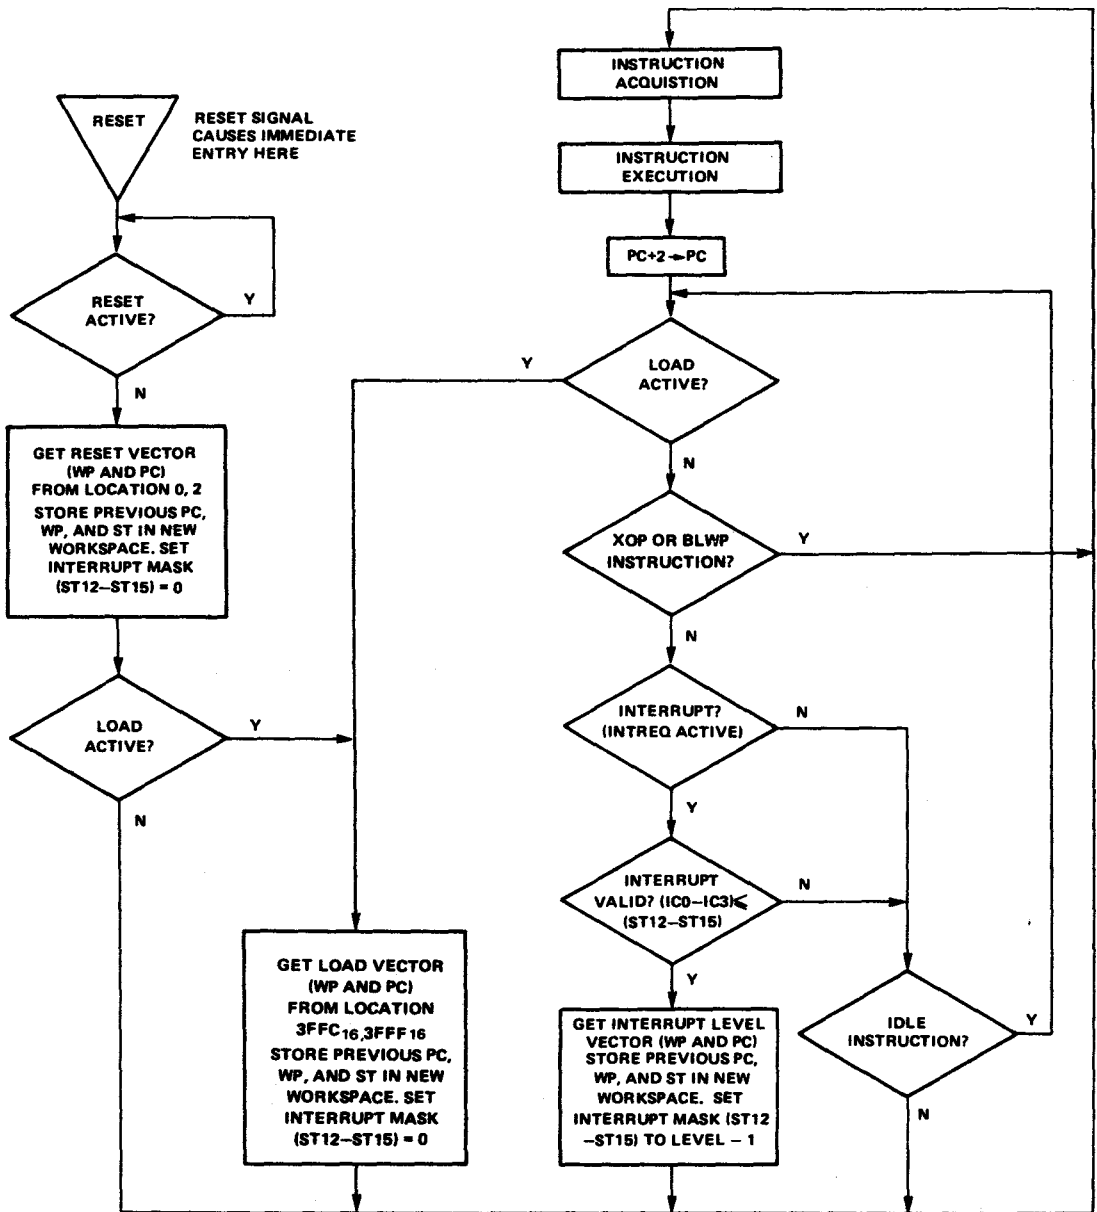 INSTRUCTION
ACQUISTION
RESET
RESET SIGNAL
CAUSES IMMEDIATE
ENTRY HERE
INSTRUCTION
EXECUTION
PC+2→PC
RESET
ACTIVE?
Y
N
LOAD
ACTIVE?
Y
N
GET RESET VECTOR
(WP AND PC)
FROM LOCATION 0, 2
STORE PREVIOUS PC,
WP, AND ST IN NEW
WORKSPACE. SET
INTERRUPT MASK
(ST12–ST15) = 0
XOP OR BLWP
INSTRUCTION?
Y
N
LOAD
ACTIVE?
Y
N
INTERRUPT?
(INTREQ ACTIVE)
N
Y
INTERRUPT
VALID? (IC0–IC3)⩽
(ST12–ST15)
N
Y
GET LOAD VECTOR
(WP AND PC)
FROM LOCATION
3FFC₁₆,3FFF₁₆
STORE PREVIOUS PC,
WP, AND ST IN NEW
WORKSPACE. SET
INTERRUPT MASK
(ST12–ST15) = 0
GET INTERRUPT LEVEL
VECTOR (WP AND PC)
STORE PREVIOUS PC,
WP, AND ST IN NEW
WORKSPACE. SET
INTERRUPT MASK (ST12
–ST15) TO LEVEL – 1
IDLE
INSTRUCTION?
Y
N